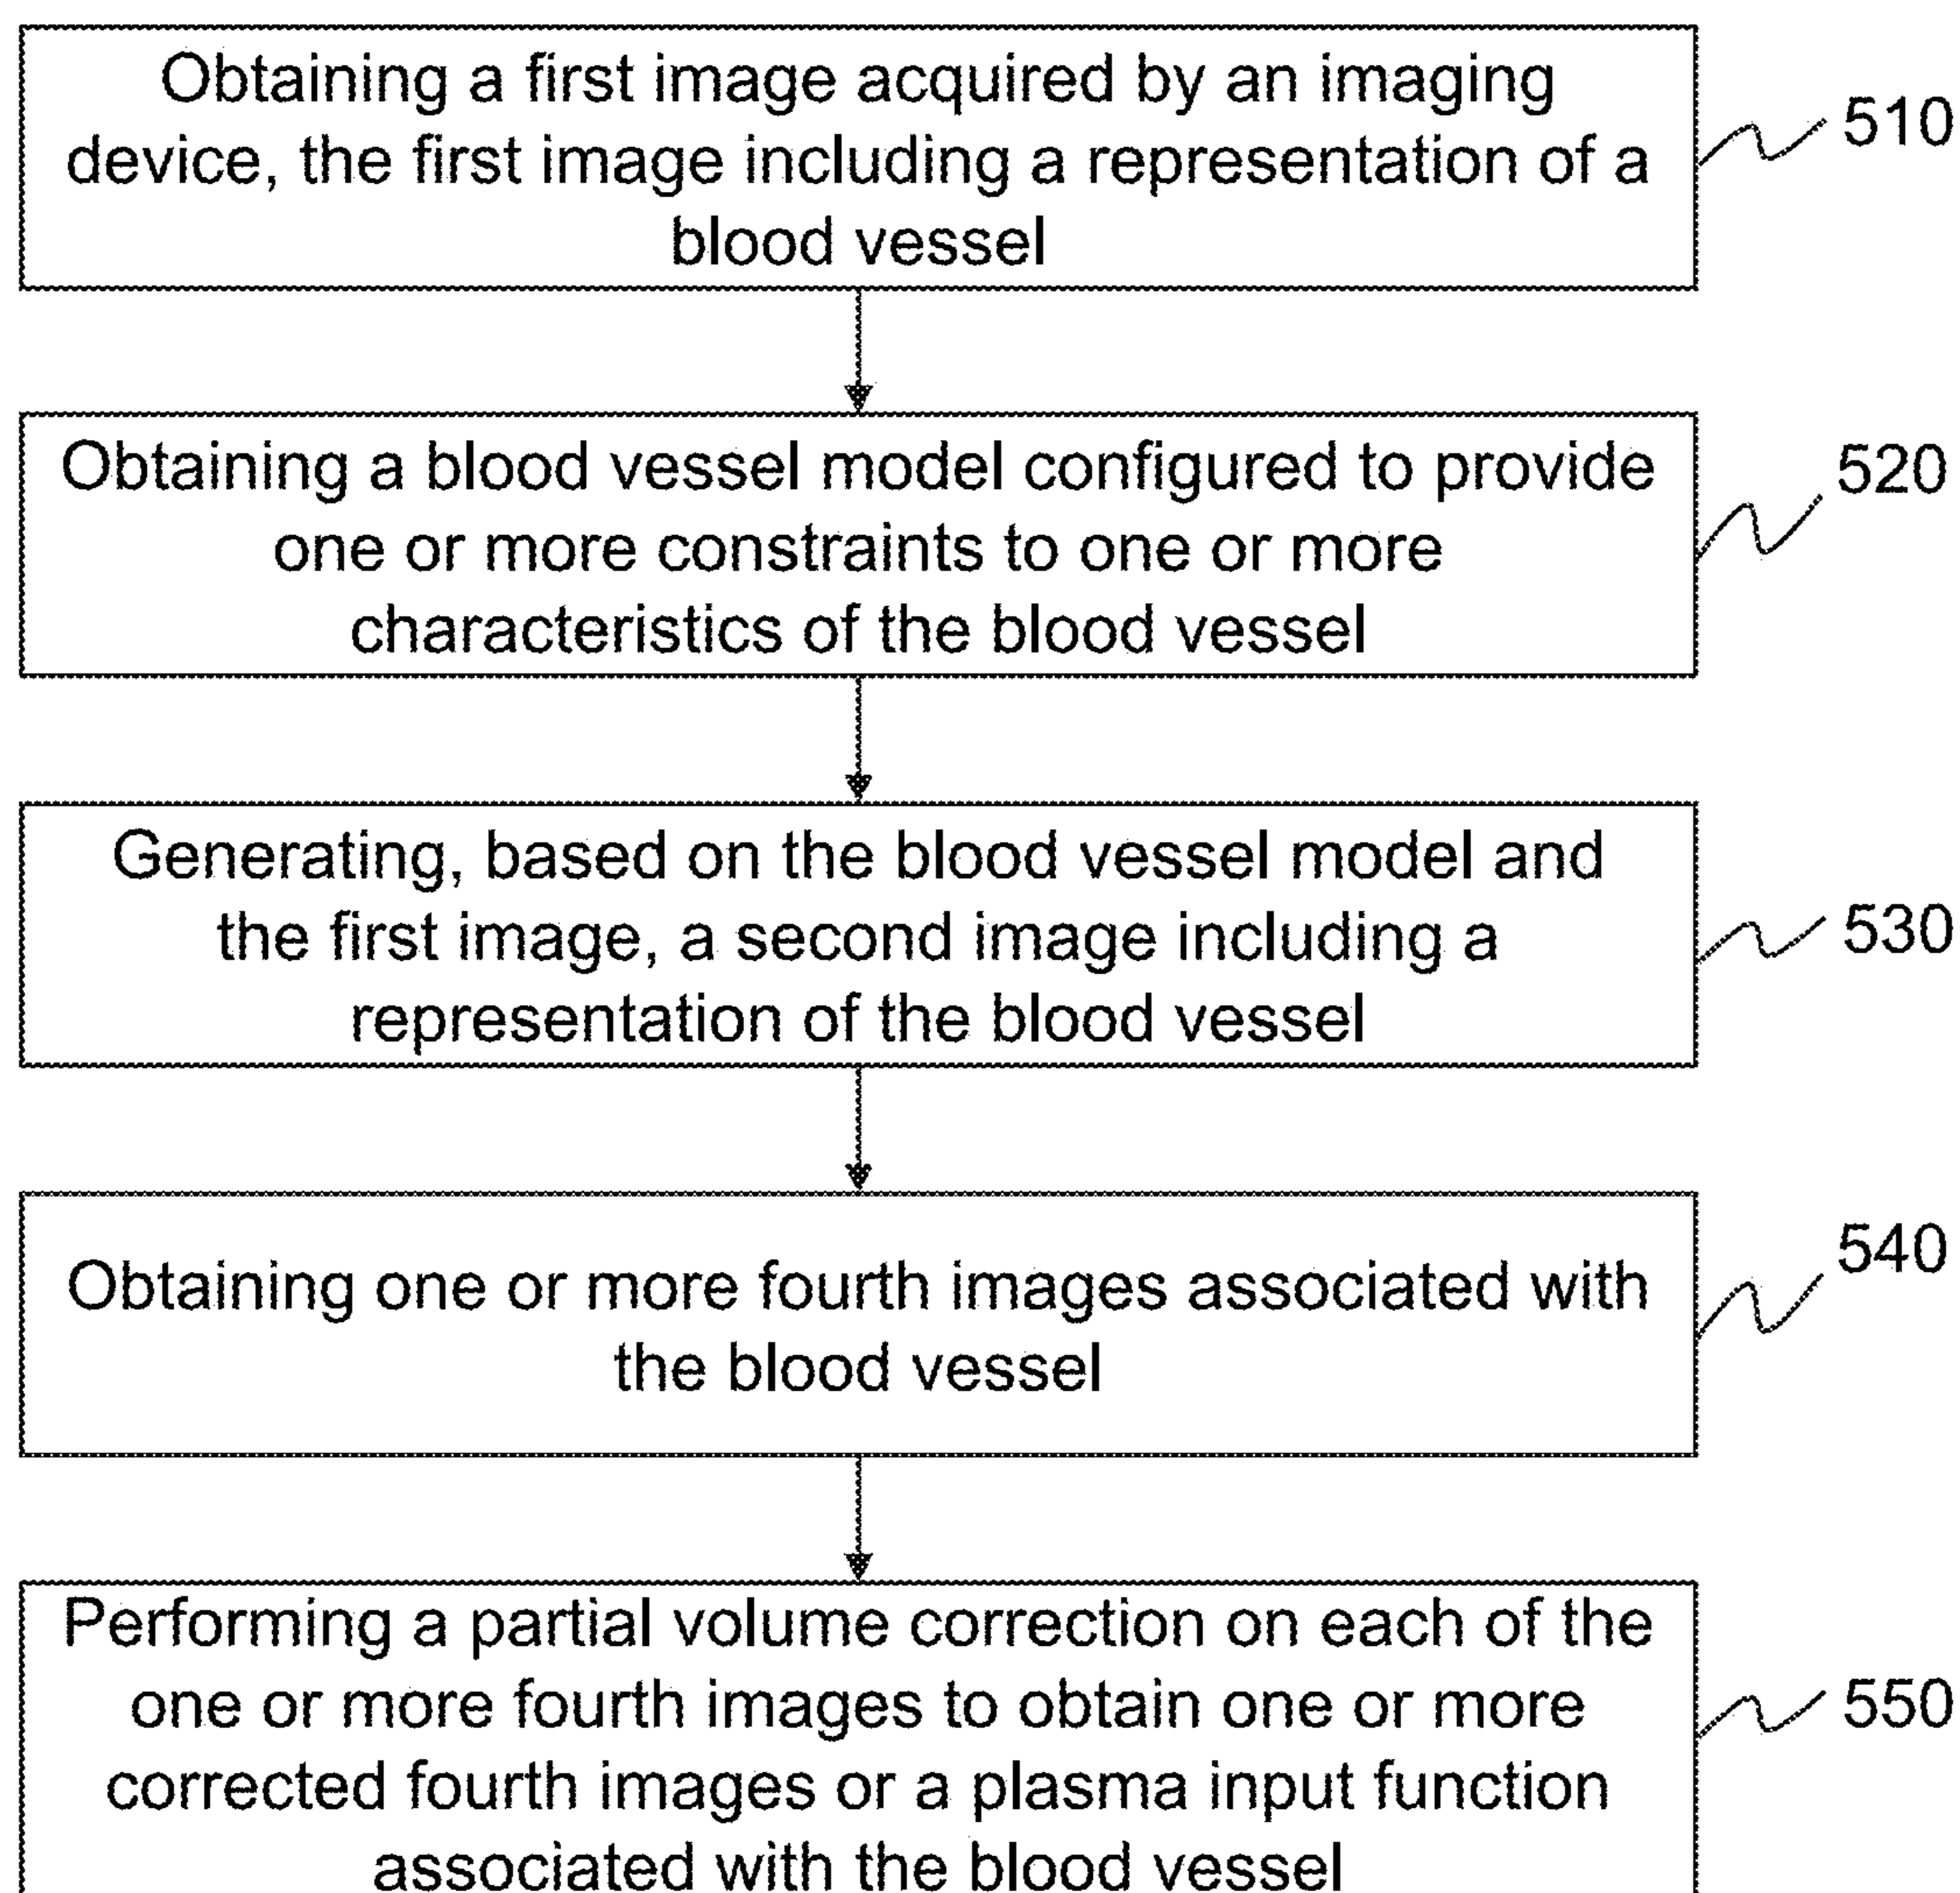 Obtaining a first image acquired by an imaging
device, the first image including a representation of a
blood vessel
510
Obtaining a blood vessel model configured to provide
one or more constraints to one or more
characteristics of the blood vessel
520
Generating, based on the blood vessel model and
the first image, a second image including a
representation of the blood vessel
530
Obtaining one or more fourth images associated with
the blood vessel
540
Performing a partial volume correction on each of the
one or more fourth images to obtain one or more
corrected fourth images or a plasma input function
associated with the blood vessel
550